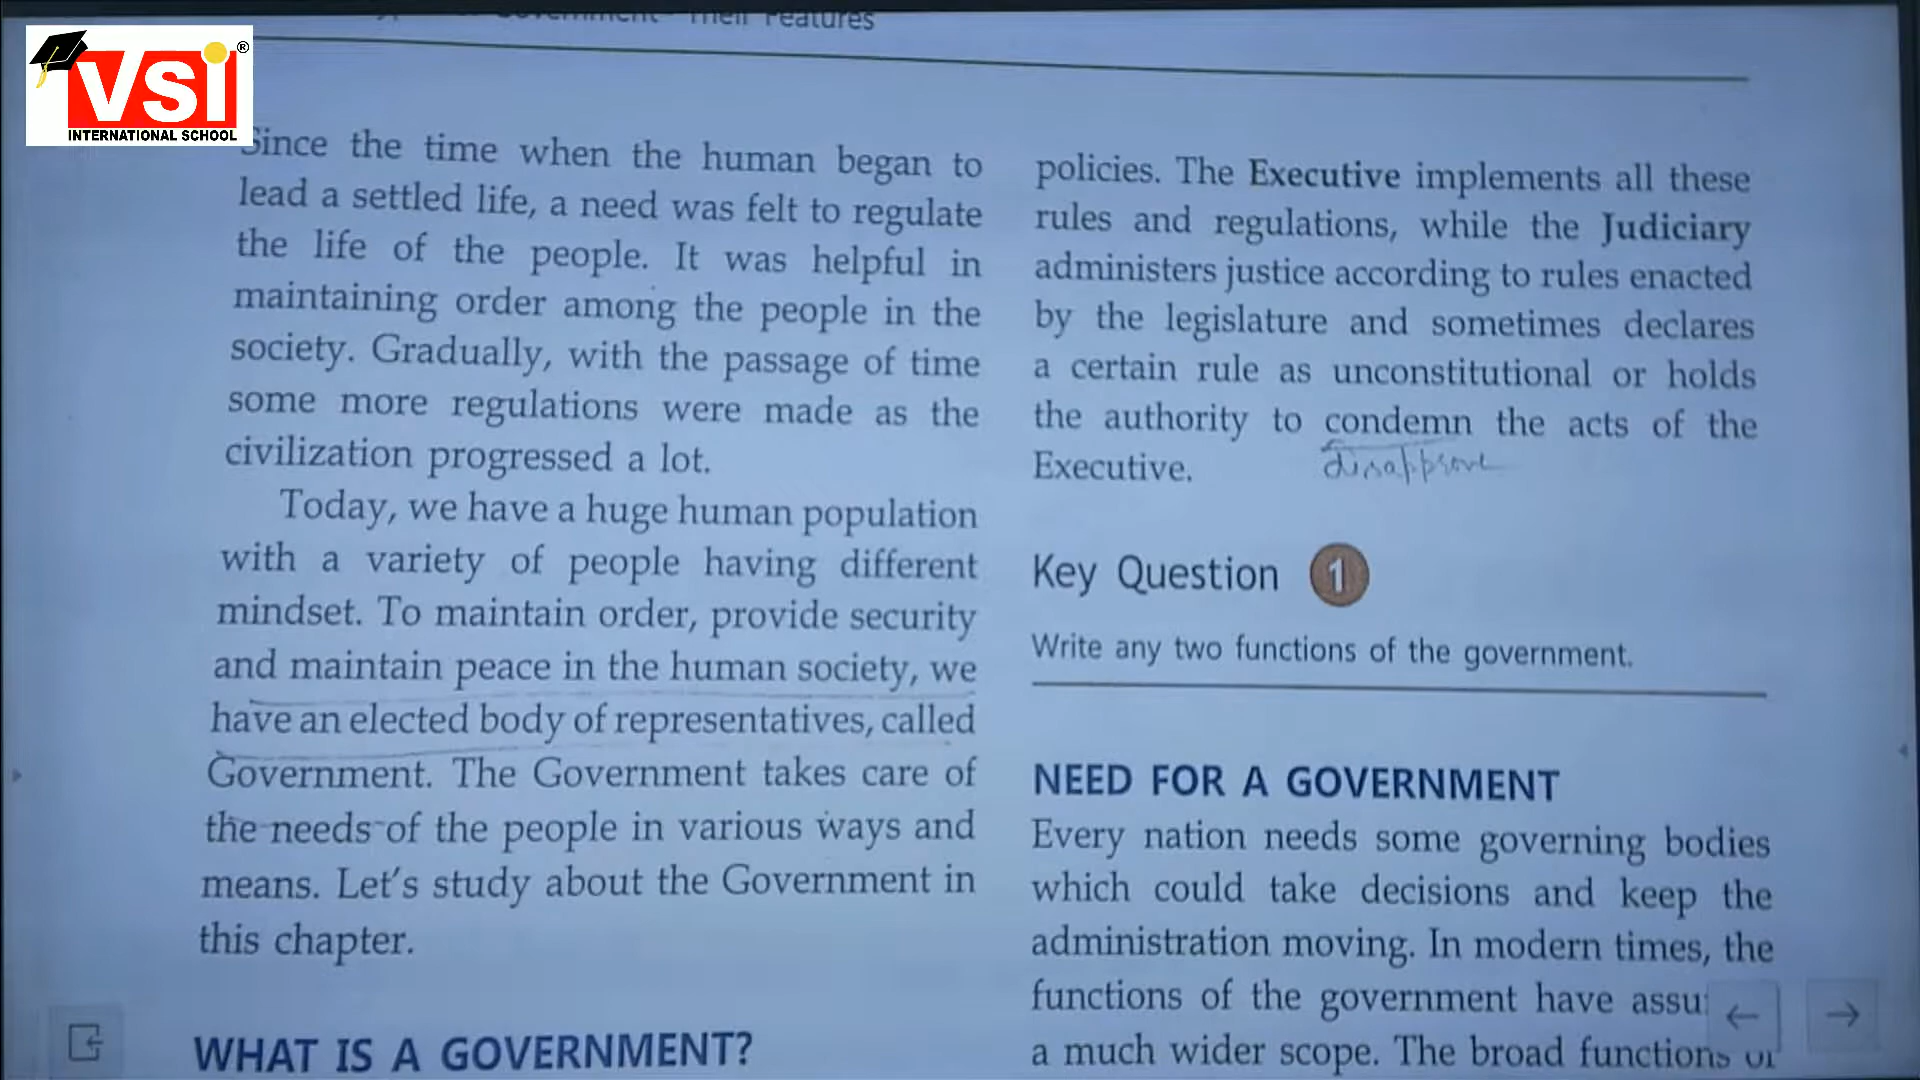 Government Their Features
VSI
®
INTERNATIONAL SCHOOL
Since the time when the human began to
lead a settled life, a need was felt to regulate
the life of the people. It was helpful in
maintaining order among the people in the
society. Gradually, with the passage of time
some more regulations were made as the
civilization progressed a lot.
Today, we have a huge human population
with a variety of people having different
mindset. To maintain order, provide security
and maintain peace in the human society, we
have an elected body of representatives, called
Government. The Government takes care of
the needs of the people in various ways and
means. Let's study about the Government in
this chapter.
WHAT IS A GOVERNMENT?
policies. The Executive implements all these
rules and regulations, while the Judiciary
administers justice according to rules enacted
by the legislature and sometimes declares
a certain rule as unconstitutional or holds
the authority to condemn the acts of the
disapprove
Executive.
Key Question 1
Write any two functions of the government.
NEED FOR A GOVERNMENT
Every nation needs some governing bodies
which could take decisions and keep the
administration moving. In modern times, the
functions of the government have assu
a much wider scope. The broad functions of